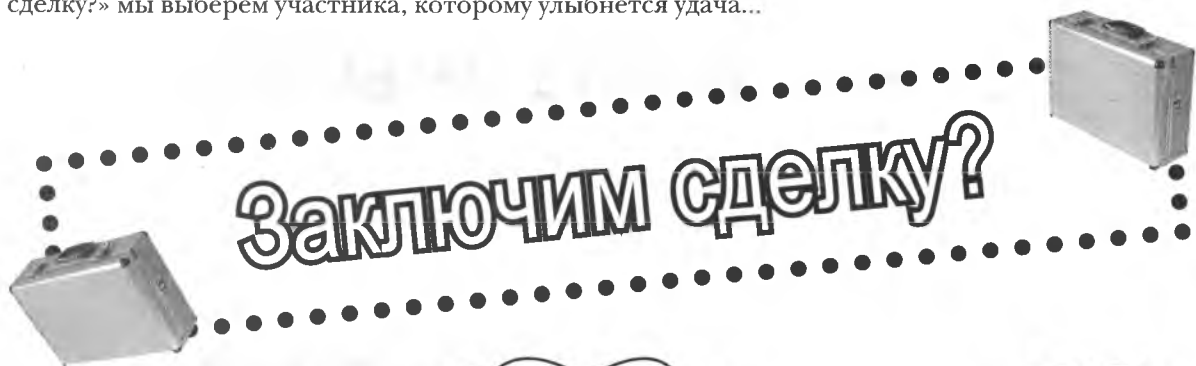 сделку?» мы выберем участника, которому улыбнется удача...
Заключим сделку?